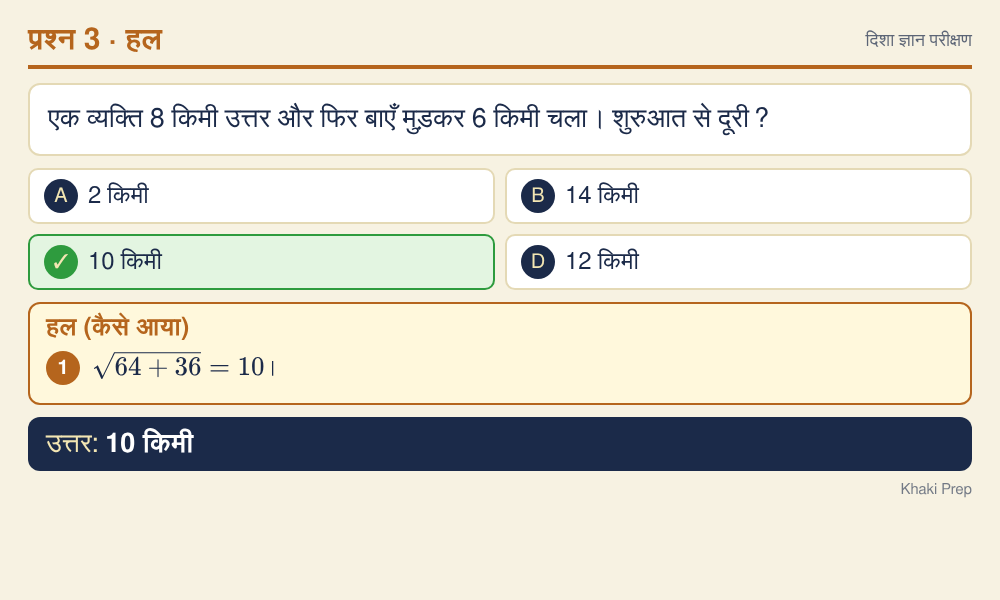 प्रश्न 3 · हल
दिशा ज्ञान परीक्षण
एक व्यक्ति 8 किमी उत्तर और फिर बाएँ मुड़कर 6 किमी चला। शुरुआत से दूरी?
A 2 किमी
B 14 किमी
✓ 10 किमी
D 12 किमी
हल (कैसे आया)
1 √64 + 36 = 10।
उत्तर: 10 किमी
Khaki Prep